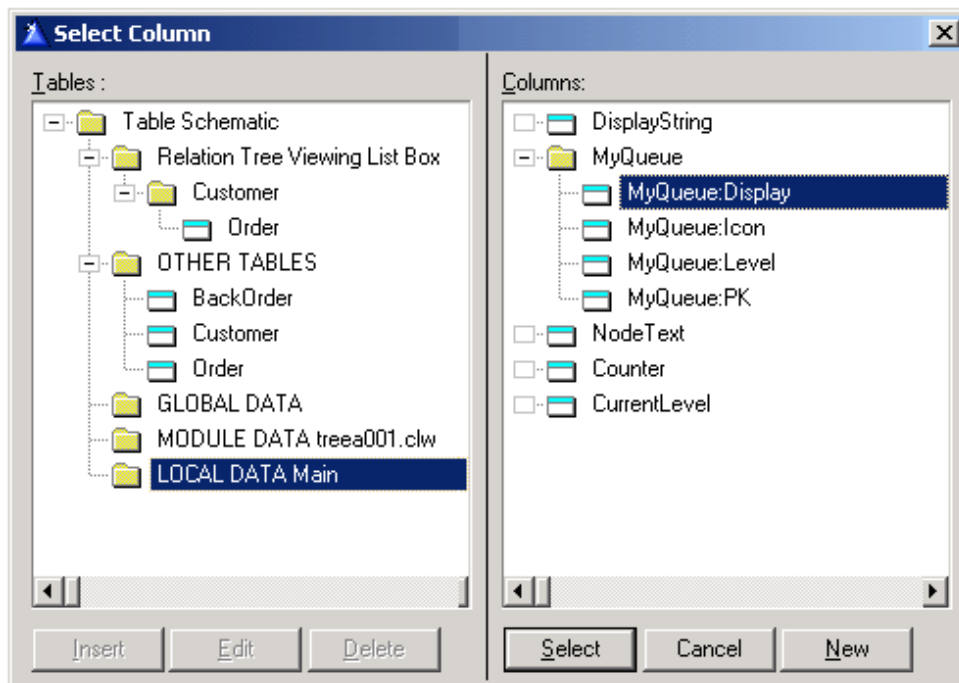 Select Column
Tables :
Table Schematic
Relation Tree Viewing List Box
Customer
Order
OTHER TABLES
BackOrder
Customer
Order
GLOBAL DATA
MODULE DATA treea001.clw
LOCAL DATA Main
Insert
Edit
Delete
Columns:
DisplayString
MyQueue
MyQueue:Display
MyQueue:Icon
MyQueue:Level
MyQueue:PK
NodeText
Counter
CurrentLevel
Select
Cancel
New